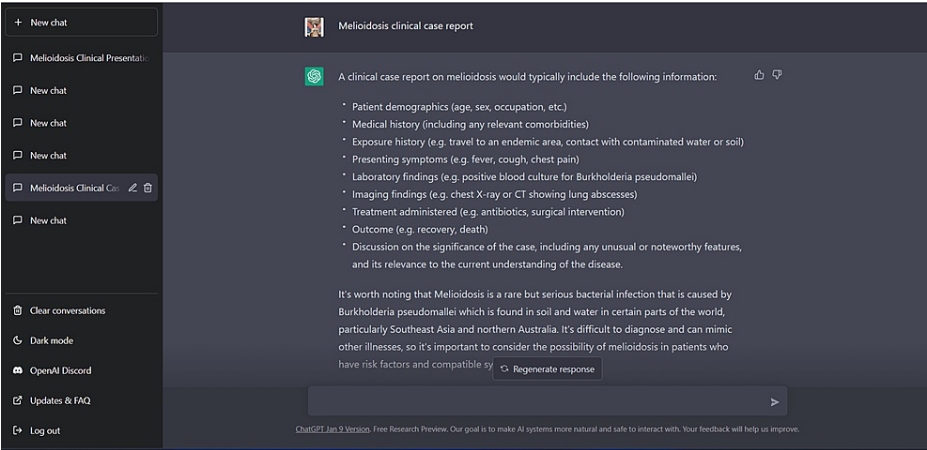 + New chat
Melioidosis Clinical Presentatio
New chat
New chat
New chat
Melioidosis Clinical Cas
New chat
Clear conversations
Dark mode
OpenAI Discord
Updates & FAQ
Log out
Melioidosis clinical case report
A clinical case report on melioidosis would typically include the following information:
• Patient demographics (age, sex, occupation, etc.)
• Medical history (including any relevant comorbidities)
• Exposure history (e.g. travel to an endemic area, contact with contaminated water or soil)
• Presenting symptoms (e.g. fever, cough, chest pain)
• Laboratory findings (e.g. positive blood culture for Burkholderia pseudomallei)
• Imaging findings (e.g. chest X-ray or CT showing lung abscesses)
• Treatment administered (e.g. antibiotics, surgical intervention)
• Outcome (e.g. recovery, death)
• Discussion on the significance of the case, including any unusual or noteworthy features,
and its relevance to the current understanding of the disease.
It's worth noting that Melioidosis is a rare but serious bacterial infection that is caused by
Burkholderia pseudomallei which is found in soil and water in certain parts of the world,
particularly Southeast Asia and northern Australia. It's difficult to diagnose and can mimic
other illnesses, so it's important to consider the possibility of melioidosis in patients who
have risk factors and compatible sy
Regenerate response
ChatGPT Jan 9 Version. Free Research Preview. Our goal is to make AI systems more natural and safe to interact with. Your feedback will help us improve.